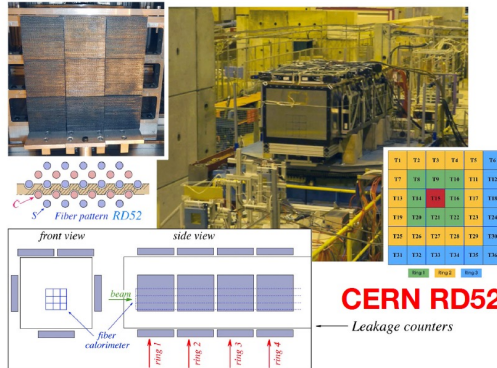 C
S
Fiber pattern RD52
T1 T2 T3 T4 T5 T6
T7 T8 T9 T10 T11 T12
T13 T14 T15 T16 T17 T18
T19 T20 T21 T22 T23 T24
T25 T26 T27 T28 T29 T30
T31 T32 T33 T34 T35 T36
Ring 1 Ring 2 Ring 3
CERN RD52
front view side view
beam
fiber
calorimeter
Leakage counters
ring 1 ring 2 ring 3 ring 4